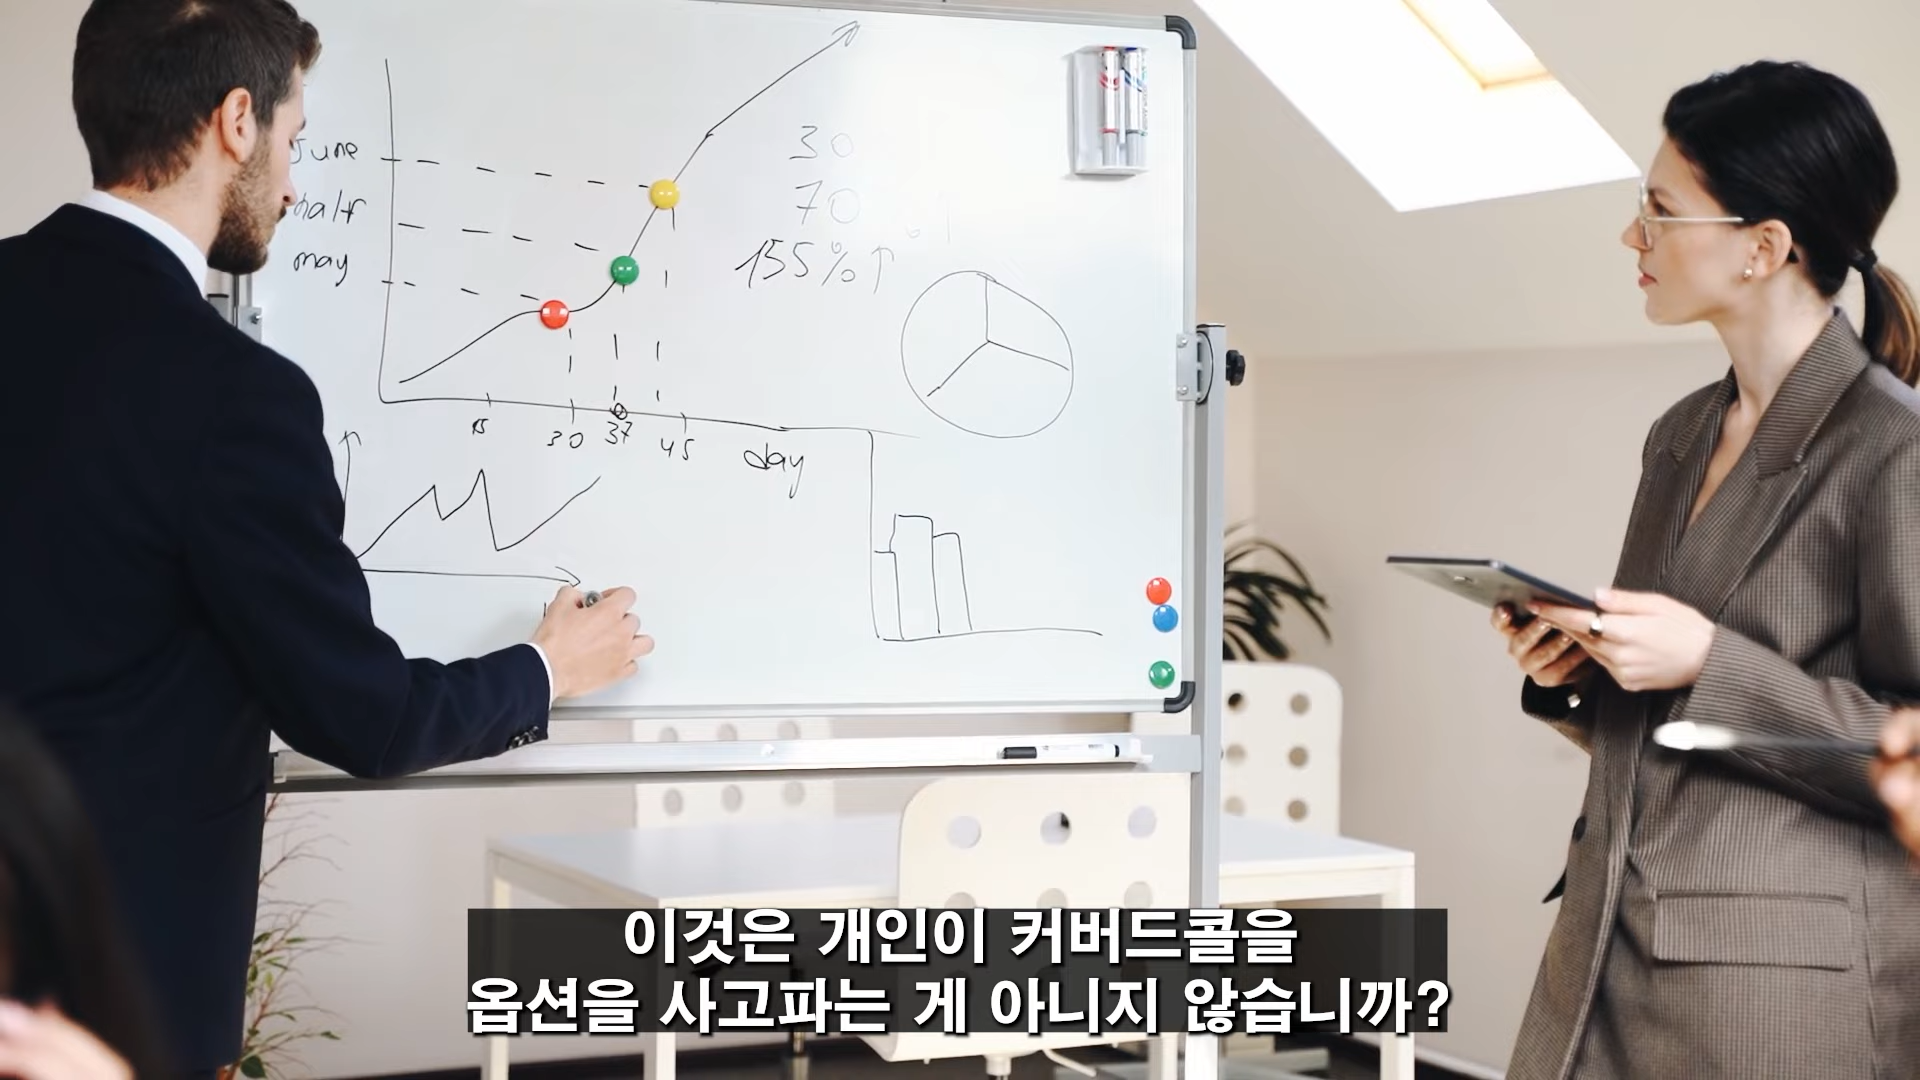 June
half
may
30
70
155%↑
15
30
37
45
day
이것은 개인이 커버드콜을
옵션을 사고파는 게 아니지 않습니까?